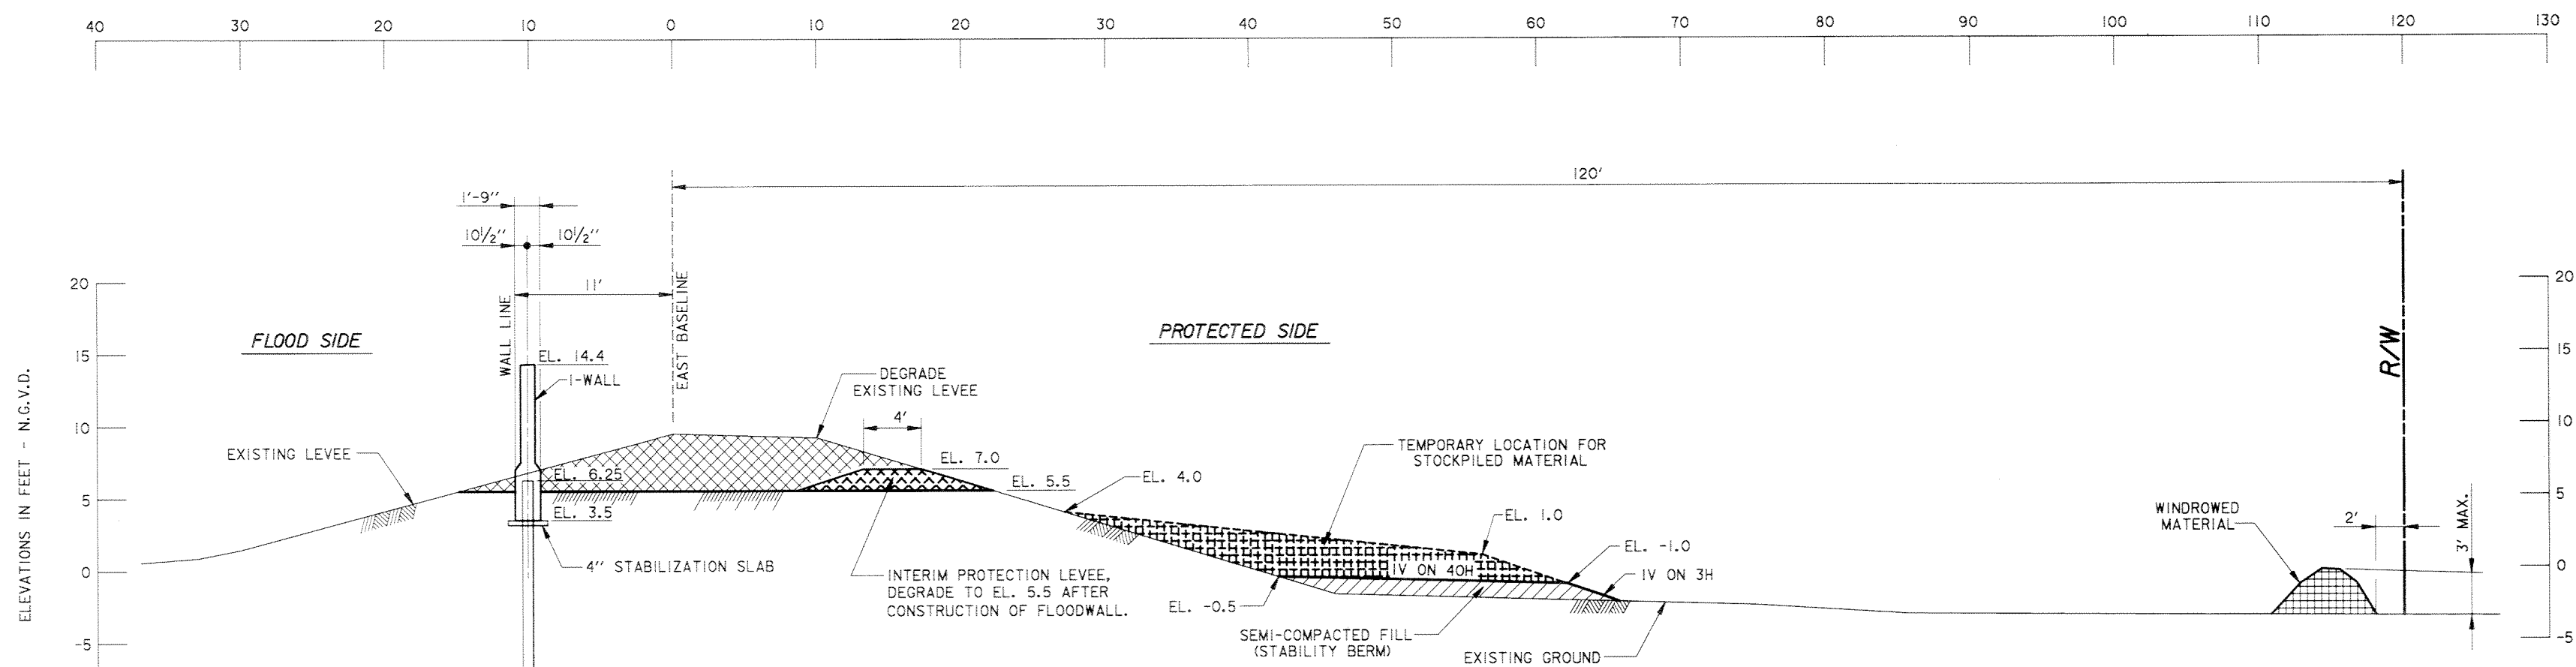 40 30 20 10 0 10 20 30 40 50 60 70 80 90 100 110 120 130
120'
1'-9"
10½" 10½"
11'
WALL LINE
EAST BASELINE
R/W
ELEVATIONS IN FEET - N.G.V.D.
20
15
10
5
0
-5
FLOOD SIDE
PROTECTED SIDE
EL. 14.4
I-WALL
DEGRADE
EXISTING LEVEE
4'
EXISTING LEVEE
EL. 6.25
EL. 7.0
EL. 5.5
EL. 3.5
4" STABILIZATION SLAB
INTERIM PROTECTION LEVEE,
DEGRADE TO EL. 5.5 AFTER
CONSTRUCTION OF FLOODWALL.
EL. 4.0
TEMPORARY LOCATION FOR
STOCKPILED MATERIAL
EL. 1.0
EL. -1.0
1V ON 40H
1V ON 3H
EL. -0.5
SEMI-COMPACTED FILL
(STABILITY BERM)
EXISTING GROUND
WINDROWED
MATERIAL
2'
3' MAX.
20
15
10
5
0
-5